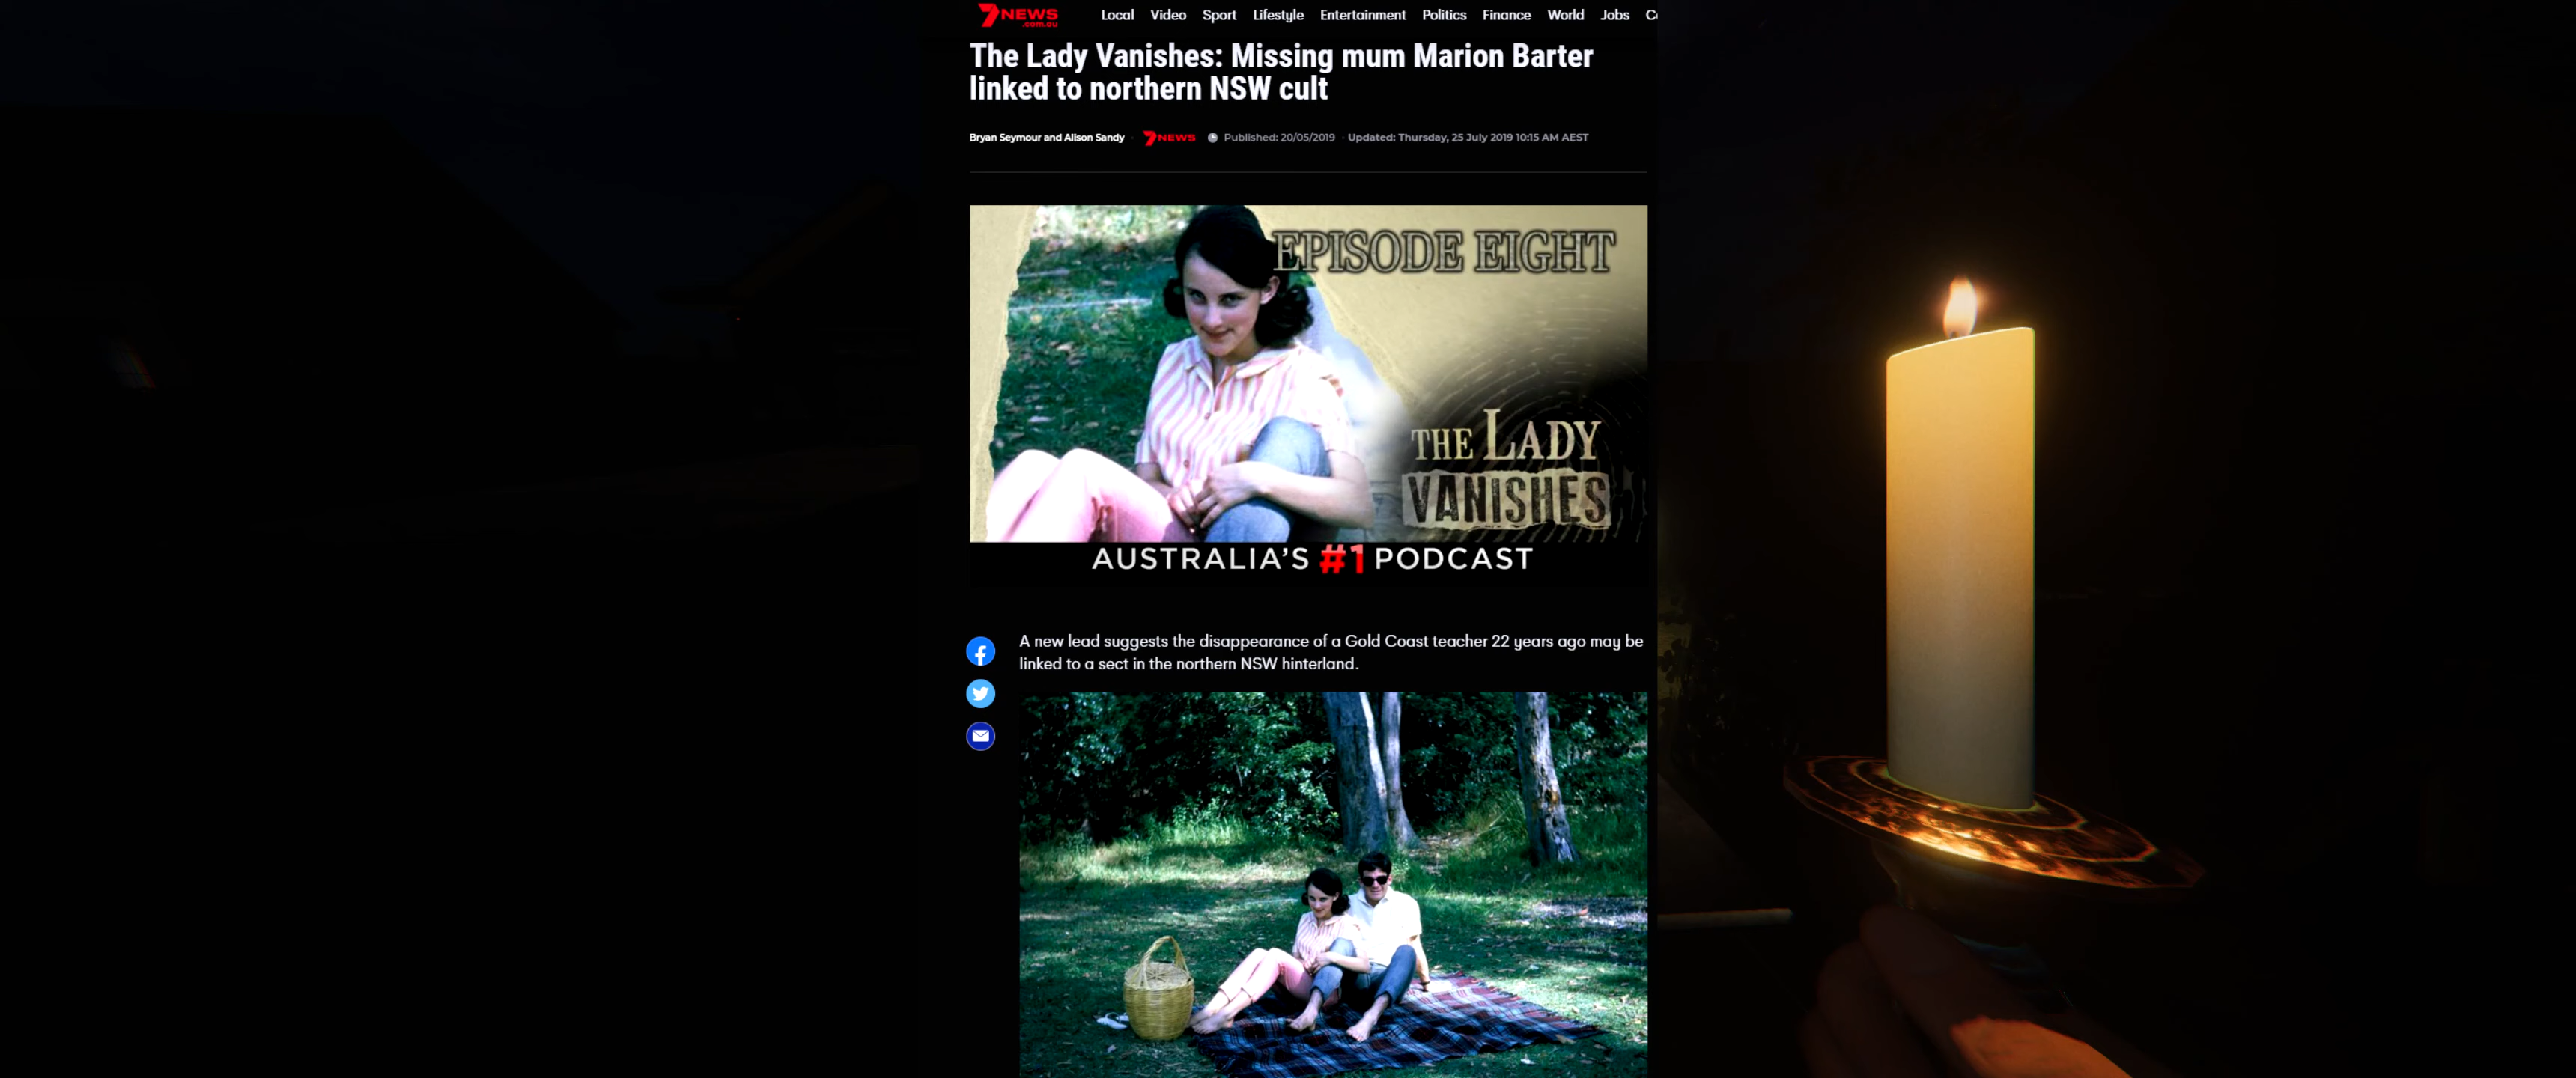 7NEWS
.com.au
Local Video Sport Lifestyle Entertainment Politics Finance World Jobs
The Lady Vanishes: Missing mum Marion Barter
linked to northern NSW cult
Bryan Seymour and Alison Sandy 7NEWS Published: 20/05/2019 · Updated: Thursday, 25 July 2019 10:15 AM AEST
EPISODE EIGHT
THE LADY
VANISHES
AUSTRALIA'S #1 PODCAST
A new lead suggests the disappearance of a Gold Coast teacher 22 years ago may be
linked to a sect in the northern NSW hinterland.